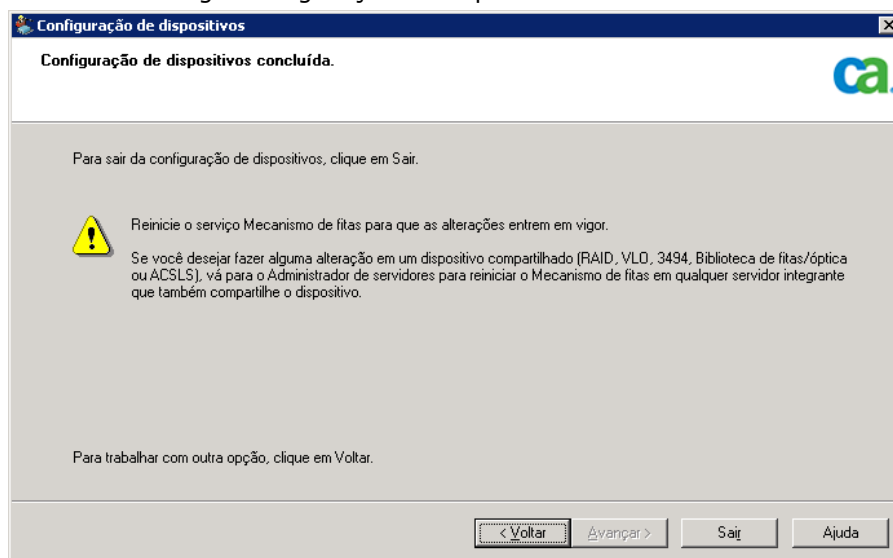 Configuração de dispositivos
Configuração de dispositivos concluída.
ca.
Para sair da configuração de dispositivos, clique em Sair.
Reinicie o serviço Mecanismo de fitas para que as alterações entrem em vigor.
Se você desejar fazer alguma alteração em um dispositivo compartilhado (RAID, VLO, 3494, Biblioteca de fitas/óptica
ou ACSLS), vá para o Administrador de servidores para reiniciar o Mecanismo de fitas em qualquer servidor integrante
que também compartilhe o dispositivo.
Para trabalhar com outra opção, clique em Voltar.
< Voltar Avançar > Sair Ajuda